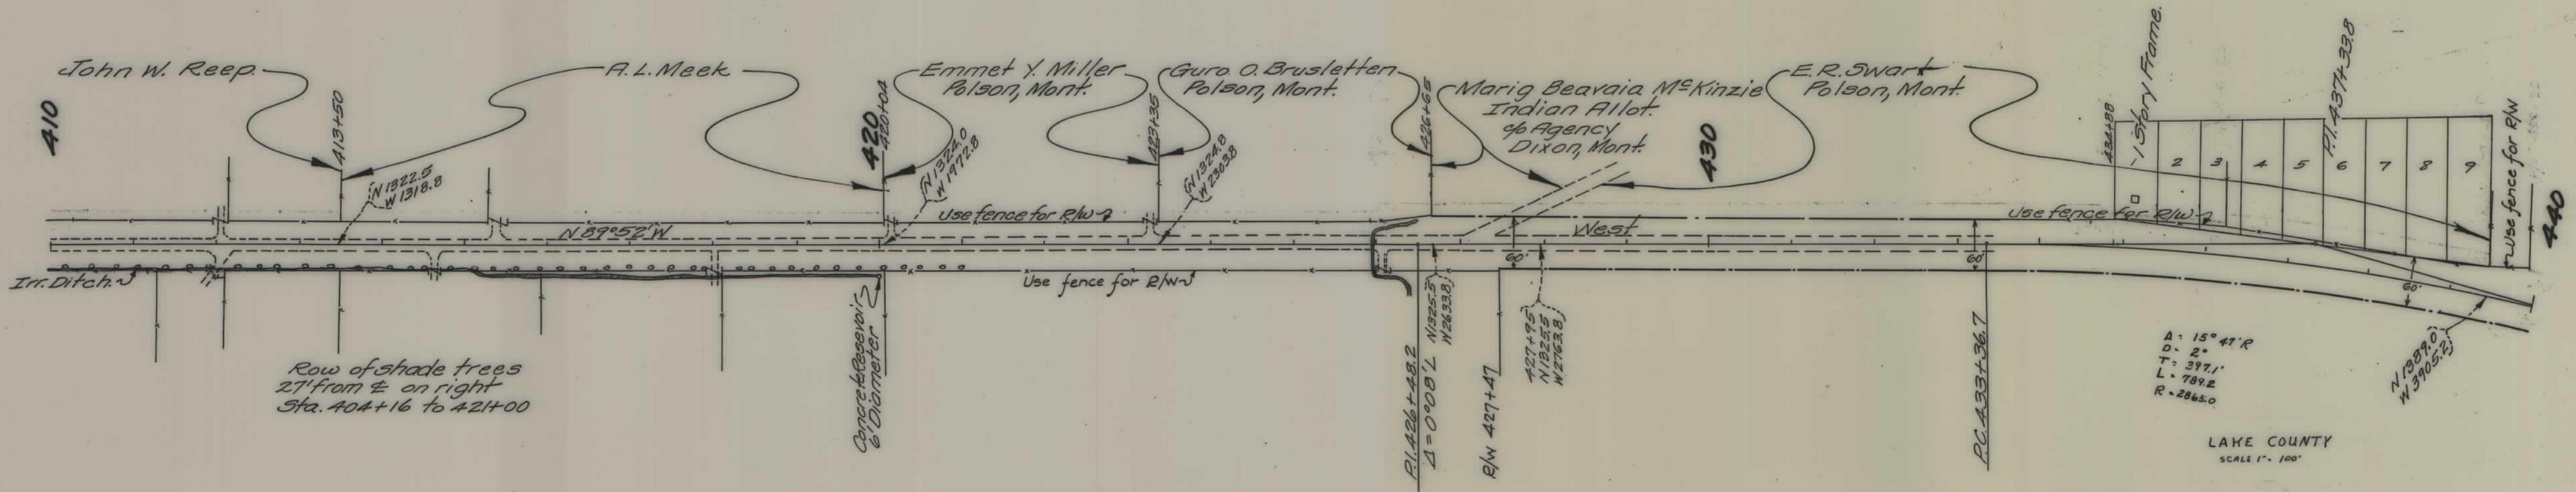 John W. Reep.
A.L. Meek
Emmet Y. Miller
Polson, Mont.
Guro. O. Brusletten
Polson, Mont.
Marig Beavaia McKinzie
Indian Allot.
c/o Agency
Dixon, Mont.
E.R. Swart
Polson, Mont.
410
413+50
N 1322.5
W 1318.8
420
420+04
N 1324.0
W 1972.8
423+35
N 1324.8
W 2303.8
426+65
430
434+88
1 Story Frame.
2
3
4
5
6
7
8
9
P.I. 437+33.8
Use fence for R/W
440
N 89°52'W
Use fence for R/W
West
Use fence for R/W
60'
60'
60'
Irr. Ditch.
Use fence for R/W
Row of shade trees
27' from ℄ on right
Sta. 404+16 to 421+00
Concrete Resevoir
6' Diameter
P.I. 426+48.2
Δ = 0°08' L
N 1325.5
W 2633.8
R/W 427+47
427+95
N 1325.5
W 2763.8
P.C. 433+36.7
Δ = 15° 47' R
D = 2°
T = 397.1'
L = 789.2
R = 2865.0
N 1389.0
W 3905.2
LAKE COUNTY
SCALE 1" = 100'